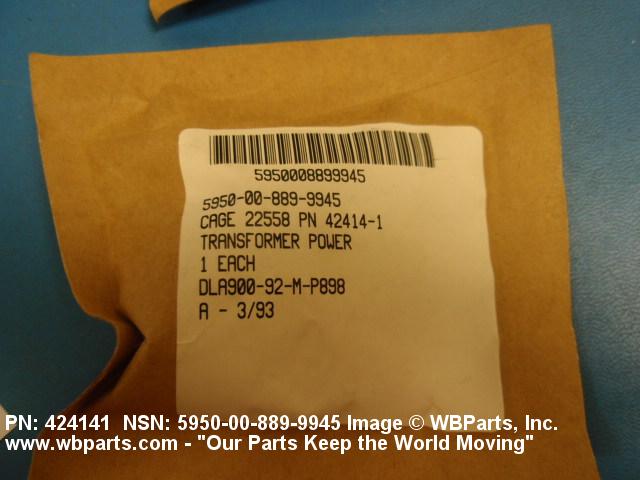 5950008899945
5950-00-889-9945
CAGE 22558 PN 42414-1
TRANSFORMER POWER
1 EACH
DLA900-92-M-P898
A - 3/93
PN: 424141 NSN: 5950-00-889-9945 Image © WBParts, Inc.
www.wbparts.com - "Our Parts Keep the World Moving"